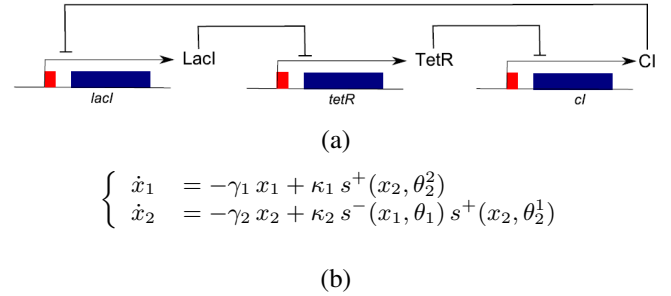 LacI TetR CI
lacI tetR cI
(a)
ẋ₁ = −γ₁ x₁ + κ₁ s⁺(x₂, θ₂²)
ẋ₂ = −γ₂ x₂ + κ₂ s⁻(x₁, θ₁) s⁺(x₂, θ₂¹)
(b)